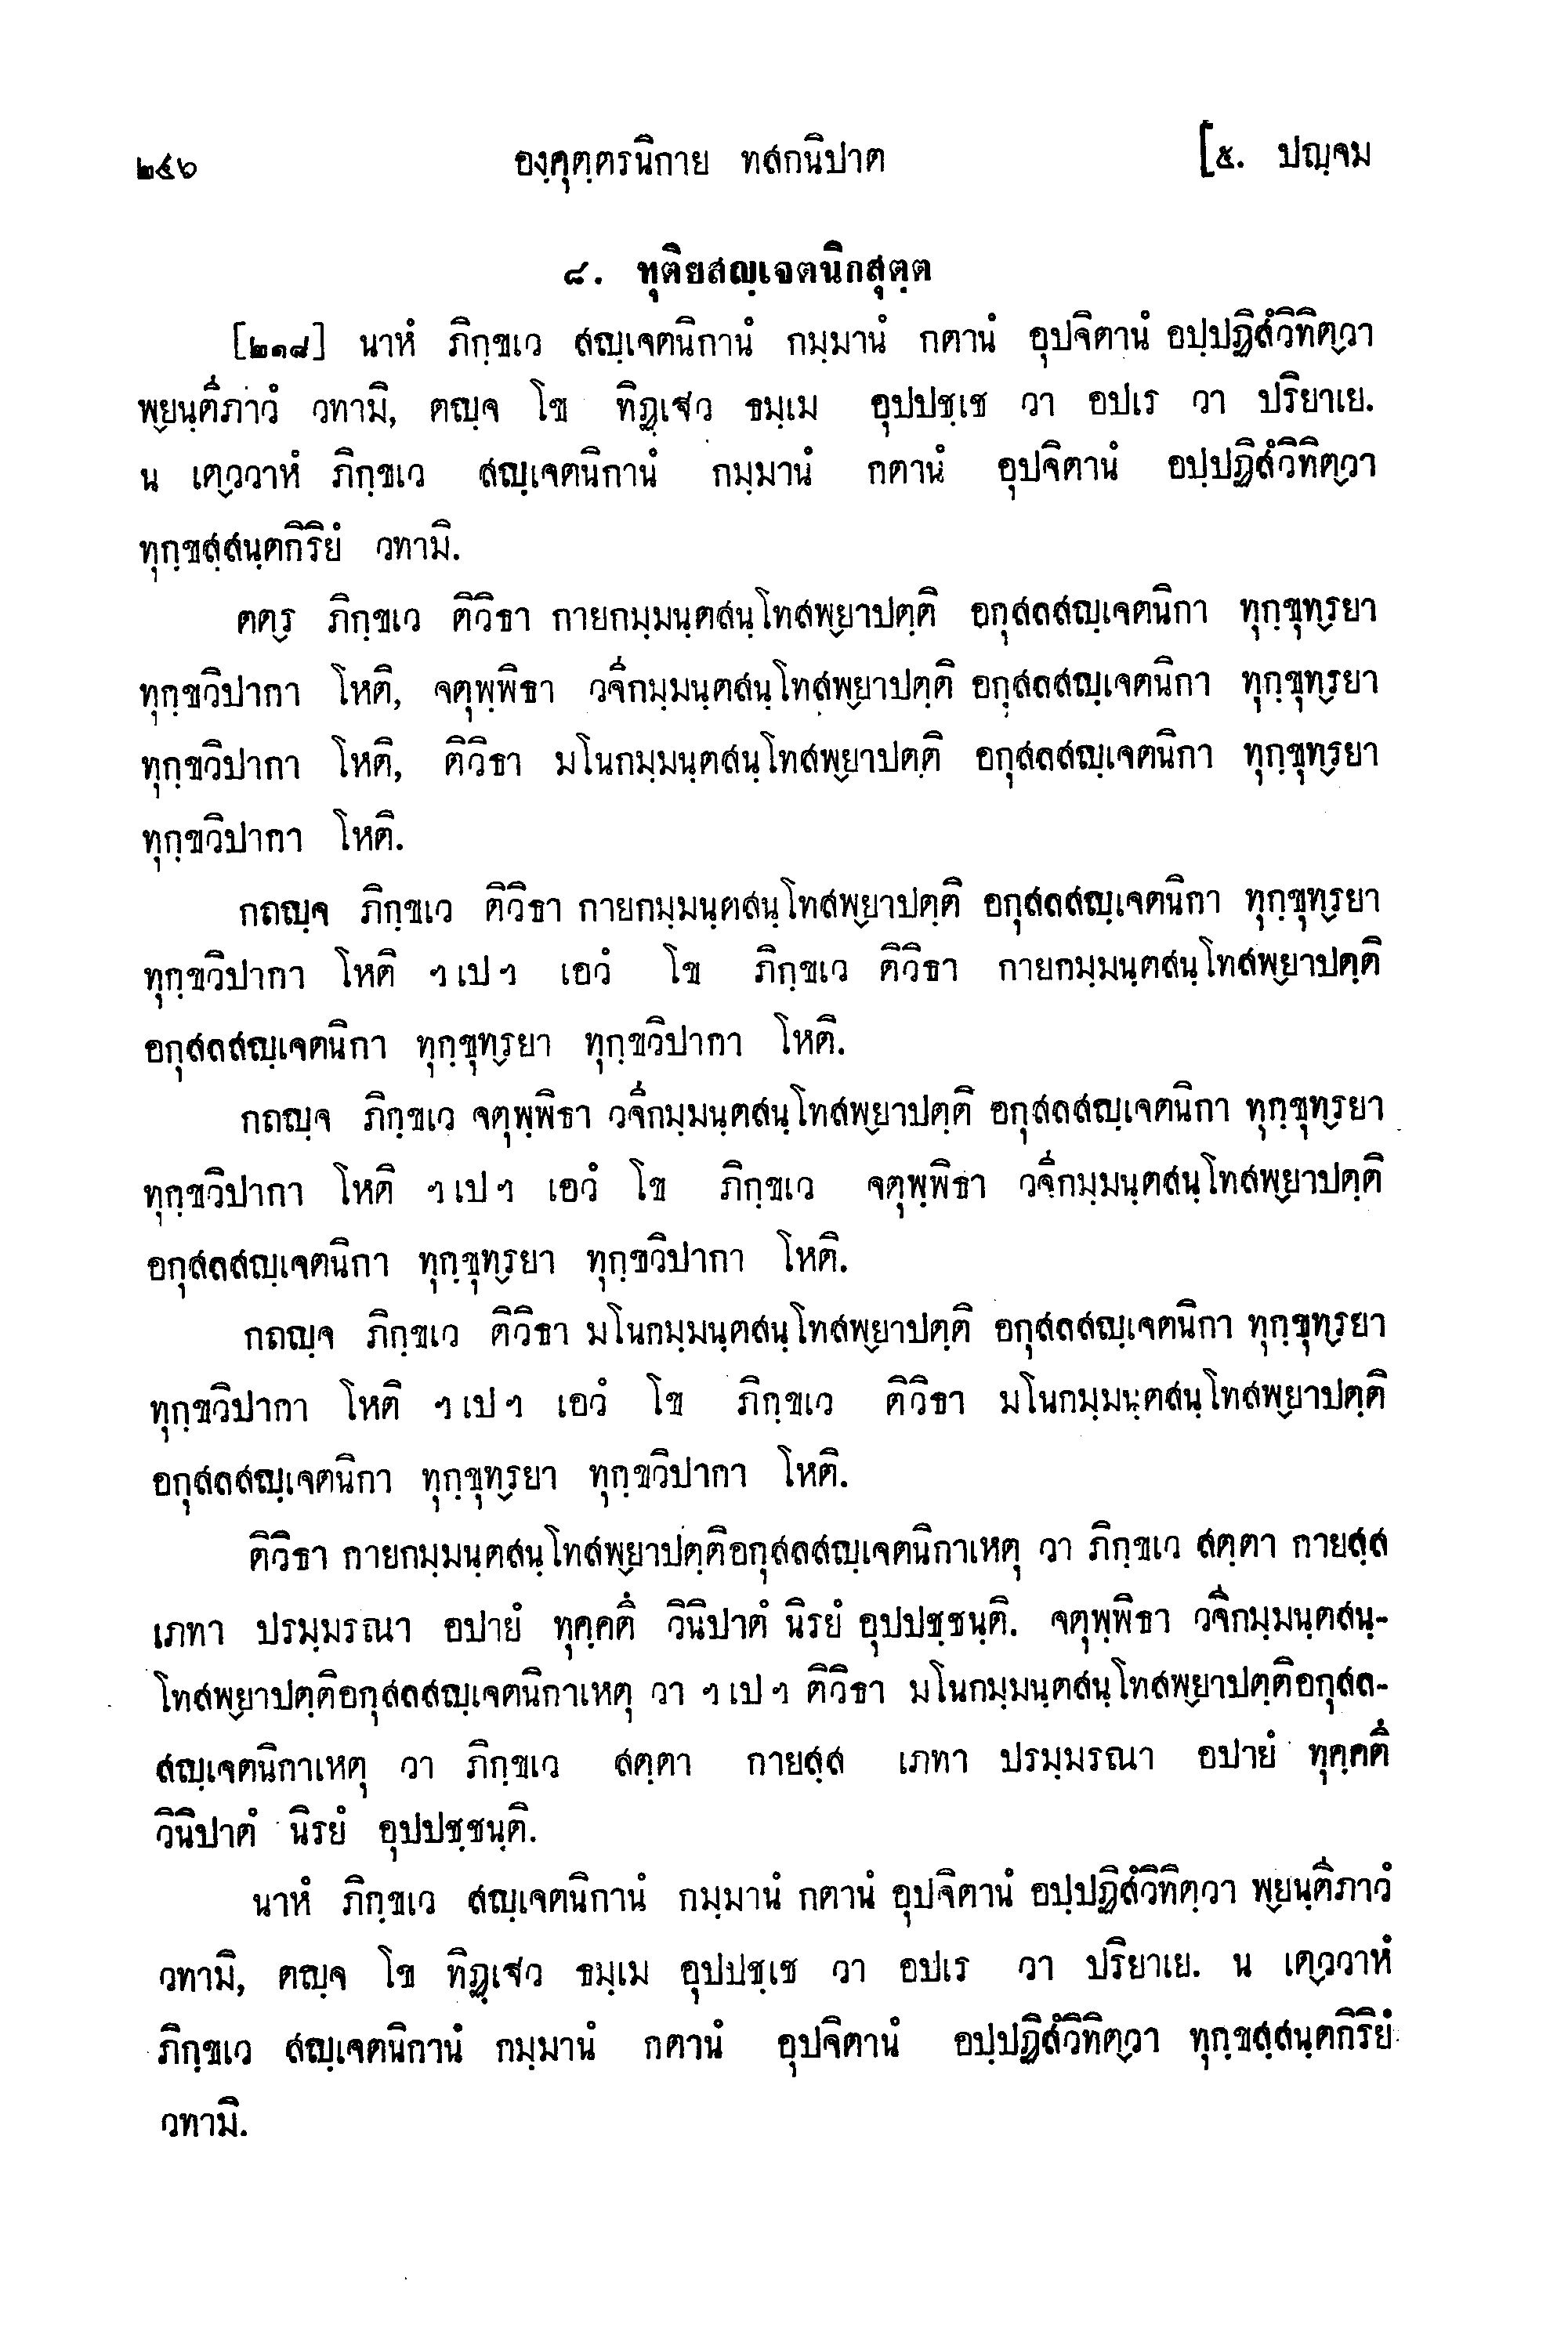 ๒๕๖ องฺคุตฺตรนิกาย ทสกนิปาต [๕. ปญฺจม
๘. ทุติยสญฺเจตนิกสุตฺต
[๒๑๘] นาหํ ภิกฺขเว สญฺเจตนิกานํ กมฺมานํ กตานํ อุปจิตานํ อปฺปฏิสํวิทิตฺวา
พฺยนฺตีภาวํ วทามิ, ตญฺจ โข ทิฏฺเฐว ธมฺเม อุปปชฺเช วา อปเร วา ปริยาเย.
น เตฺววาหํ ภิกฺขเว สญฺเจตนิกานํ กมฺมานํ กตานํ อุปจิตานํ อปฺปฏิสํวิทิตฺวา
ทุกฺขสฺสนฺตกิริยํ วทามิ.
ตตฺร ภิกฺขเว ติวิธา กายกมฺมนฺตสนฺโทสพฺยาปตฺติ อกุสลสญฺเจตนิกา ทุกฺขุทฺรยา
ทุกฺขวิปากา โหติ, จตุพฺพิธา วจีกมฺมนฺตสนฺโทสพฺยาปตฺติ อกุสลสญฺเจตนิกา ทุกฺขุทฺรยา
ทุกฺขวิปากา โหติ, ติวิธา มโนกมฺมนฺตสนฺโทสพฺยาปตฺติ อกุสลสญฺเจตนิกา ทุกฺขุทฺรยา
ทุกฺขวิปากา โหติ.
กถญฺจ ภิกฺขเว ติวิธา กายกมฺมนฺตสนฺโทสพฺยาปตฺติ อกุสลสญฺเจตนิกา ทุกฺขุทฺรยา
ทุกฺขวิปากา โหติ ฯเปฯ เอวํ โข ภิกฺขเว ติวิธา กายกมฺมนฺตสนฺโทสพฺยาปตฺติ
อกุสลสญฺเจตนิกา ทุกฺขุทฺรยา ทุกฺขวิปากา โหติ.
กถญฺจ ภิกฺขเว จตุพฺพิธา วจีกมฺมนฺตสนฺโทสพฺยาปตฺติ อกุสลสญฺเจตนิกา ทุกฺขุทฺรยา
ทุกฺขวิปากา โหติ ฯเปฯ เอวํ โข ภิกฺขเว จตุพฺพิธา วจีกมฺมนฺตสนฺโทสพฺยาปตฺติ
อกุสลสญฺเจตนิกา ทุกฺขุทฺรยา ทุกฺขวิปากา โหติ.
กถญฺจ ภิกฺขเว ติวิธา มโนกมฺมนฺตสนฺโทสพฺยาปตฺติ อกุสลสญฺเจตนิกา ทุกฺขุทฺรยา
ทุกฺขวิปากา โหติ ฯเปฯ เอวํ โข ภิกฺขเว ติวิธา มโนกมฺมนฺตสนฺโทสพฺยาปตฺติ
อกุสลสญฺเจตนิกา ทุกฺขุทฺรยา ทุกฺขวิปากา โหติ.
ติวิธา กายกมฺมนฺตสนฺโทสพฺยาปตฺติอกุสลสญฺเจตนิกาเหตุ วา ภิกฺขเว สตฺตา กายสฺส
เภทา ปรมฺมรณา อปายํ ทุคฺคตึ วินิปาตํ นิรยํ อุปปชฺชนฺติ. จตุพฺพิธา วจีกมฺมนฺตสนฺ-
โทสพฺยาปตฺติอกุสลสญฺเจตนิกาเหตุ วา ฯเปฯ ติวิธา มโนกมฺมนฺตสนฺโทสพฺยาปตฺติอกุสล-
สญฺเจตนิกาเหตุ วา ภิกฺขเว สตฺตา กายสฺส เภทา ปรมฺมรณา อปายํ ทุคฺคตึ
วินิปาตํ นิรยํ อุปปชฺชนฺติ.
นาหํ ภิกฺขเว สญฺเจตนิกานํ กมฺมานํ กตานํ อุปจิตานํ อปฺปฏิสํวิทิตฺวา พฺยนฺตีภาวํ
วทามิ, ตญฺจ โข ทิฏฺเฐว ธมฺเม อุปปชฺเช วา อปเร วา ปริยาเย. น เตฺววาหํ
ภิกฺขเว สญฺเจตนิกานํ กมฺมานํ กตานํ อุปจิตานํ อปฺปฏิสํวิทิตฺวา ทุกฺขสฺสนฺตกิริยํ
วทามิ.